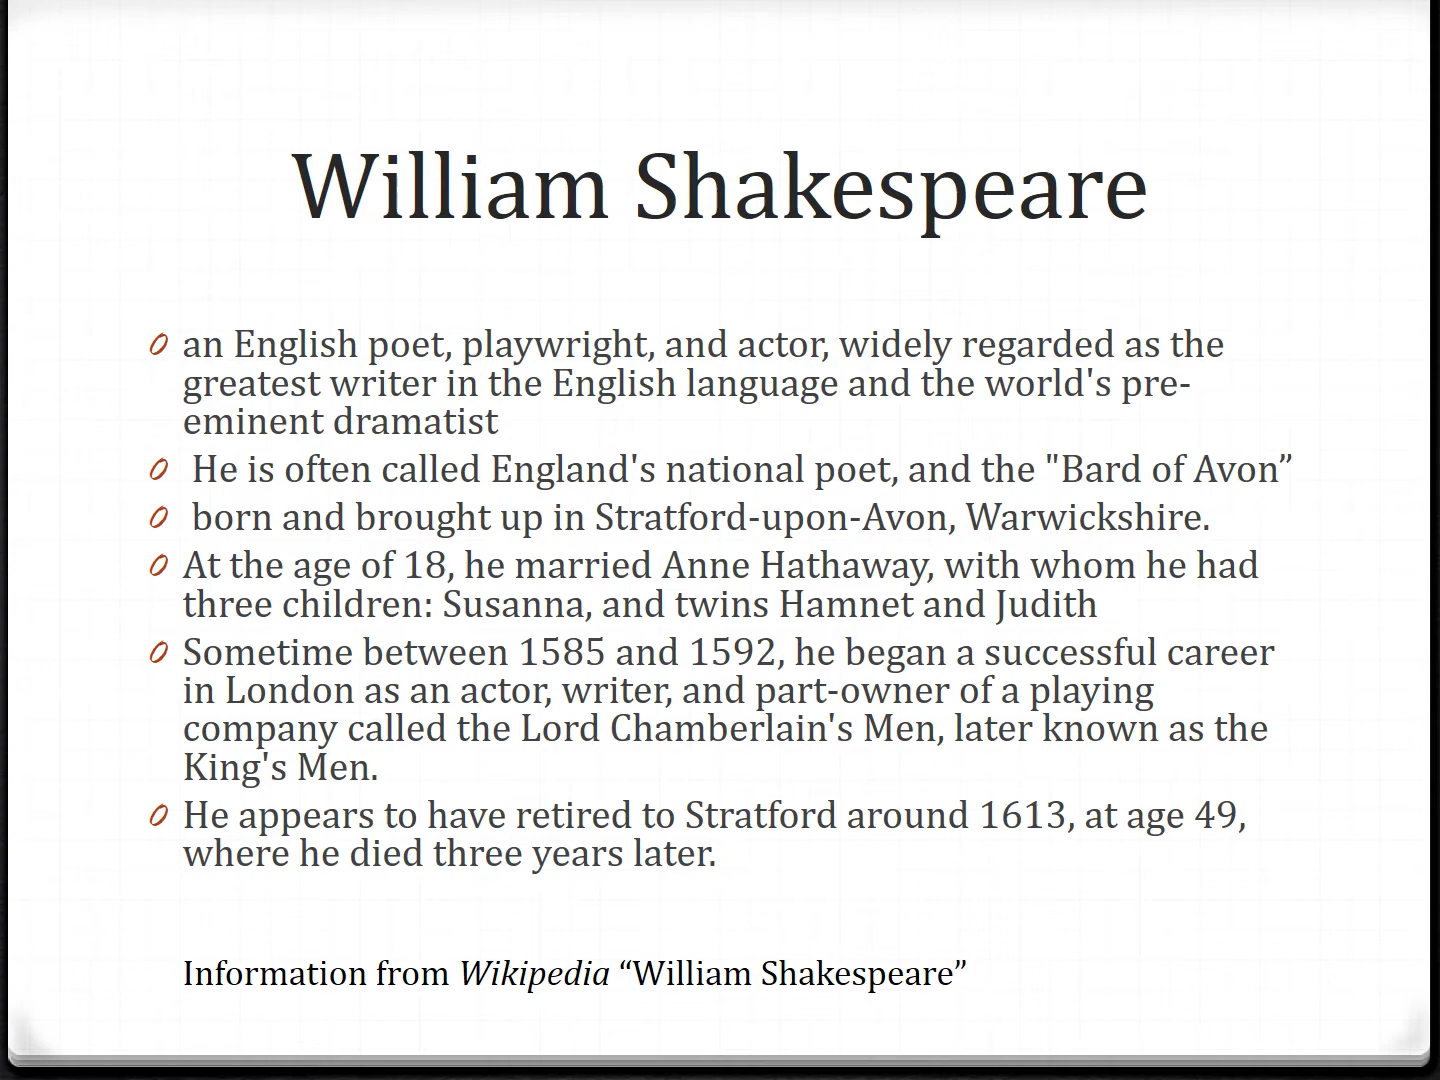 William Shakespeare
an English poet, playwright, and actor, widely regarded as the
greatest writer in the English language and the world's pre-
eminent dramatist
He is often called England's national poet, and the "Bard of Avon”
born and brought up in Stratford-upon-Avon, Warwickshire.
At the age of 18, he married Anne Hathaway, with whom he had
three children: Susanna, and twins Hamnet and Judith
Sometime between 1585 and 1592, he began a successful career
in London as an actor, writer, and part-owner of a playing
company called the Lord Chamberlain's Men, later known as the
King's Men.
He appears to have retired to Stratford around 1613, at age 49,
where he died three years later.
Information from Wikipedia “William Shakespeare”